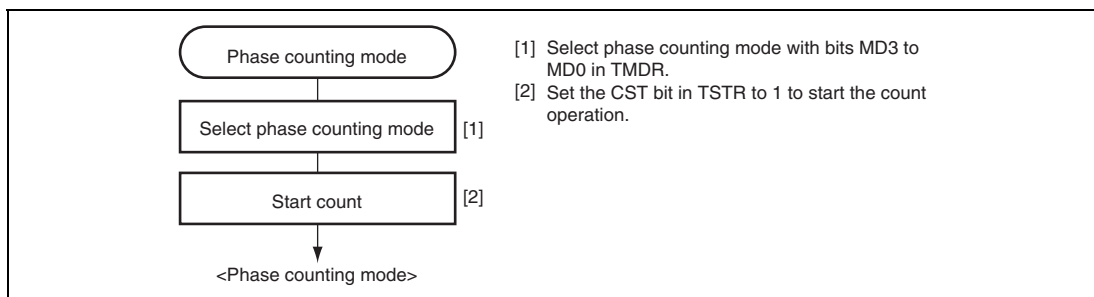 Phase counting mode
Select phase counting mode
[1]
Start count
[2]
<Phase counting mode>
[1] Select phase counting mode with bits MD3 to
MD0 in TMDR.
[2] Set the CST bit in TSTR to 1 to start the count
operation.